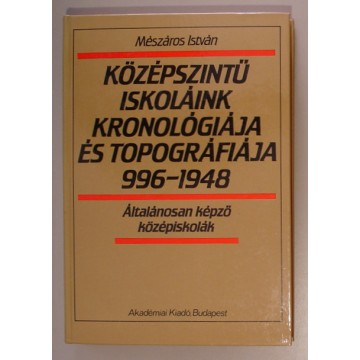 Mészáros István
KÖZÉPSZINTŰ
ISKOLÁINK
KRONOLÓGIÁJA
ÉS TOPOGRÁFIÁJA
996–1948
Általánosan képző
középiskolák
Akadémiai Kiadó, Budapest